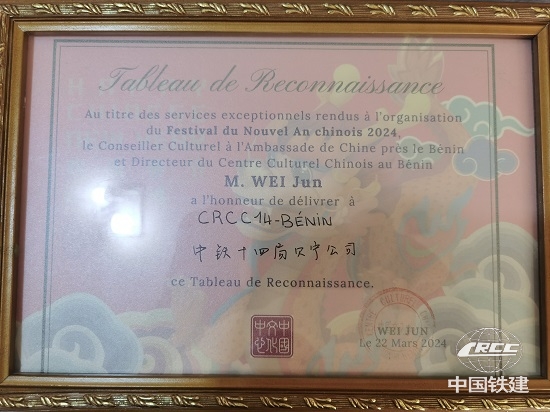 Tableau de Reconnaissance
Au titre des services exceptionnels rendus à l'organisation
du Festival du Nouvel An chinois 2024,
le Conseiller Culturel à l'Ambassade de Chine près le Bénin
et Directeur du Centre Culturel Chinois au Bénin
M. WEI Jun
a l'honneur de délivrer à
CRCC14-BÉNIN
中铁十四局贝宁公司
ce Tableau de Reconnaissance.
WEI JUN
Le 22 Mars 2024
CRCC
中国铁建